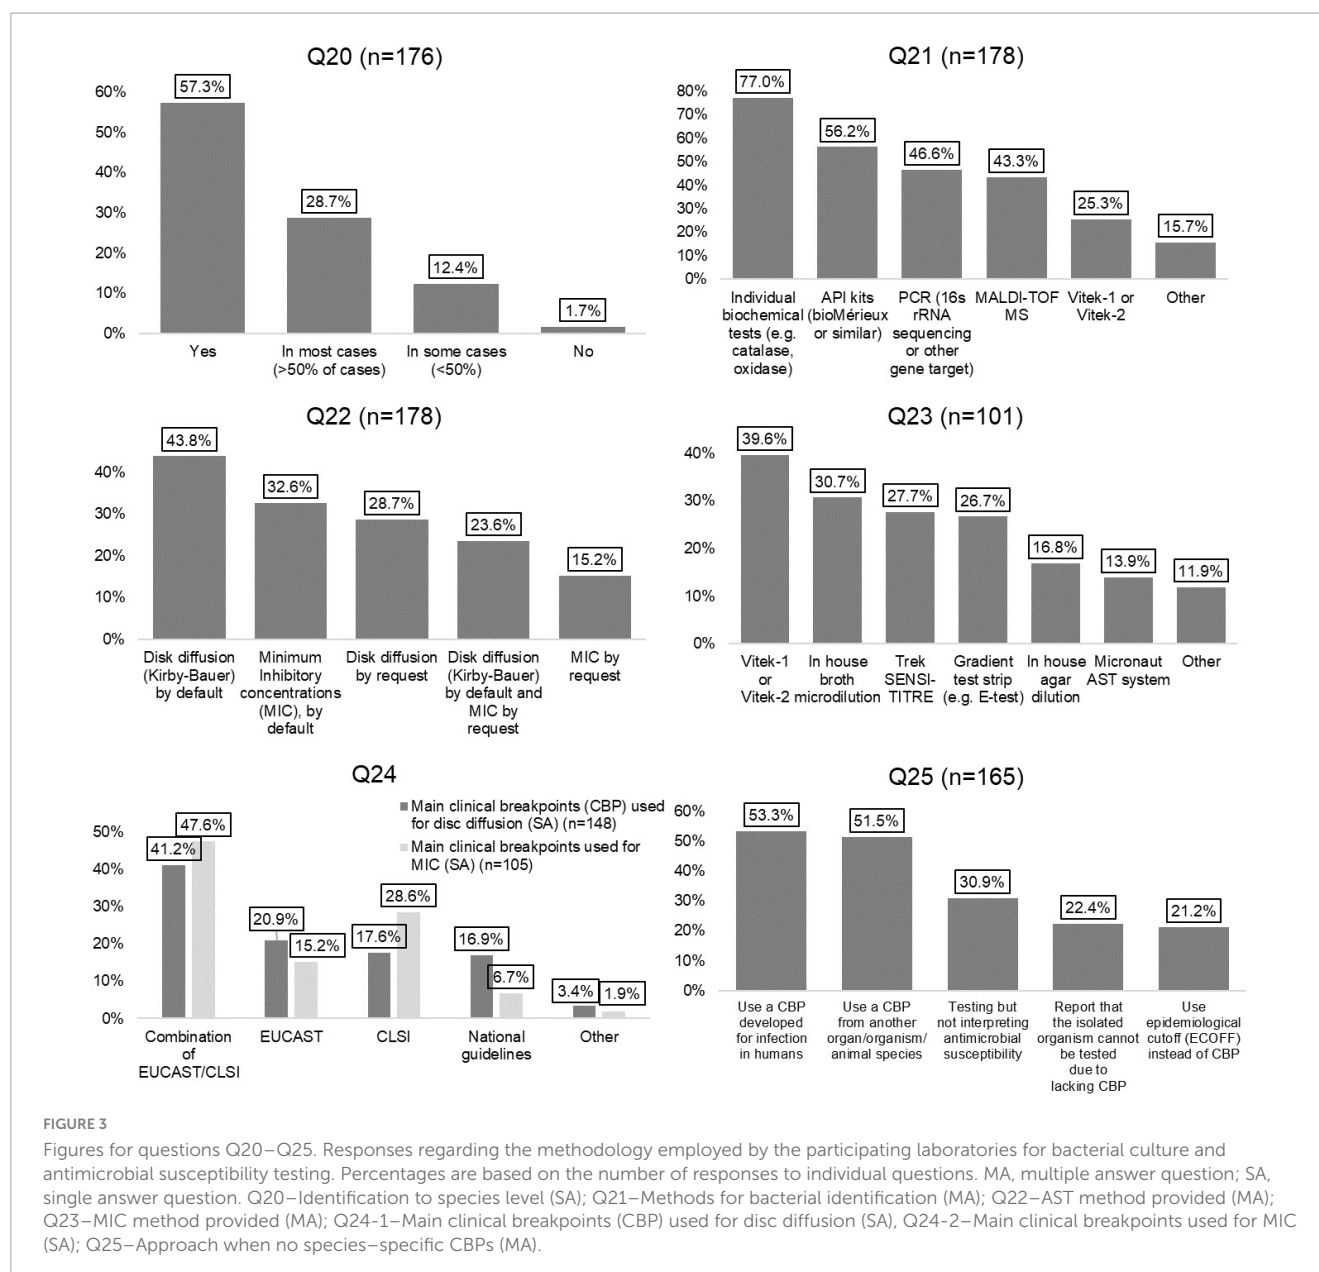 Q20 (n=176)
60%
50%
40%
30%
20%
10%
0%
57.3%
28.7%
12.4%
1.7%
Yes
In most cases
(>50% of cases)
In some cases
(<50%)
No
Q21 (n=178)
80%
70%
60%
50%
40%
30%
20%
10%
0%
77.0%
56.2%
46.6%
43.3%
25.3%
15.7%
Individual
biochemical
tests (e.g.
catalase,
oxidase)
API kits
(bioMérieux
or similar)
PCR (16s
rRNA
sequencing
or other
gene target)
MALDI-TOF
MS
Vitek-1 or
Vitek-2
Other
Q22 (n=178)
40%
30%
20%
10%
0%
43.8%
32.6%
28.7%
23.6%
15.2%
Disk diffusion
(Kirby-Bauer)
by default
Minimum
Inhibitory
concentrations
(MIC), by
default
Disk diffusion
by request
Disk diffusion
(Kirby-Bauer)
by default and
MIC by
request
MIC by
request
Q23 (n=101)
40%
30%
20%
10%
0%
39.6%
30.7%
27.7%
26.7%
16.8%
13.9%
11.9%
Vitek-1
or
Vitek-2
In house
broth
microdilution
Trek
SENSI-
TITRE
Gradient
test strip
(e.g. E-test)
In house
agar
dilution
Micronaut
AST system
Other
Q24
Main clinical breakpoints (CBP) used
for disc diffusion (SA) (n=148)
Main clinical breakpoints used for
MIC (SA) (n=105)
50%
40%
30%
20%
10%
0%
41.2%
47.6%
20.9%
15.2%
17.6%
28.6%
16.9%
6.7%
3.4%
1.9%
Combination
of
EUCAST/CLSI
EUCAST
CLSI
National
guidelines
Other
Q25 (n=165)
60%
50%
40%
30%
20%
10%
0%
53.3%
51.5%
30.9%
22.4%
21.2%
Use a CBP
developed
for infection
in humans
Use a CBP
from another
organ/organism/
animal species
Testing but
not interpreting
antimicrobial
susceptibility
Report that
the isolated
organism cannot
be tested
due to
lacking CBP
Use
epidemiological
cutoff (ECOFF)
instead of CBP
FIGURE 3
Figures for questions Q20–Q25. Responses regarding the methodology employed by the participating laboratories for bacterial culture and
antimicrobial susceptibility testing. Percentages are based on the number of responses to individual questions. MA, multiple answer question; SA,
single answer question. Q20–Identification to species level (SA); Q21–Methods for bacterial identification (MA); Q22–AST method provided (MA);
Q23–MIC method provided (MA); Q24-1–Main clinical breakpoints (CBP) used for disc diffusion (SA), Q24-2–Main clinical breakpoints used for MIC
(SA); Q25–Approach when no species–specific CBPs (MA).